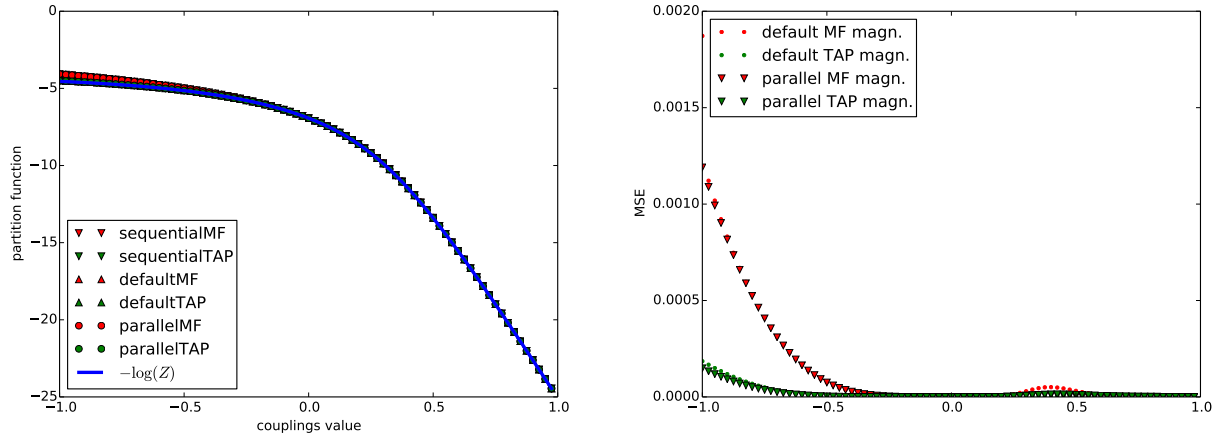 0
−5
−10
−15
−20
−25
partition function
−1.0 −0.5 0.0 0.5 1.0
couplings value
sequentialMF
sequentialTAP
defaultMF
defaultTAP
parallelMF
parallelTAP
−log(Z)
0.0020
0.0015
0.0010
0.0005
0.0000
MSE
−1.0 −0.5 0.0 0.5 1.0
default MF magn.
default TAP magn.
parallel MF magn.
parallel TAP magn.